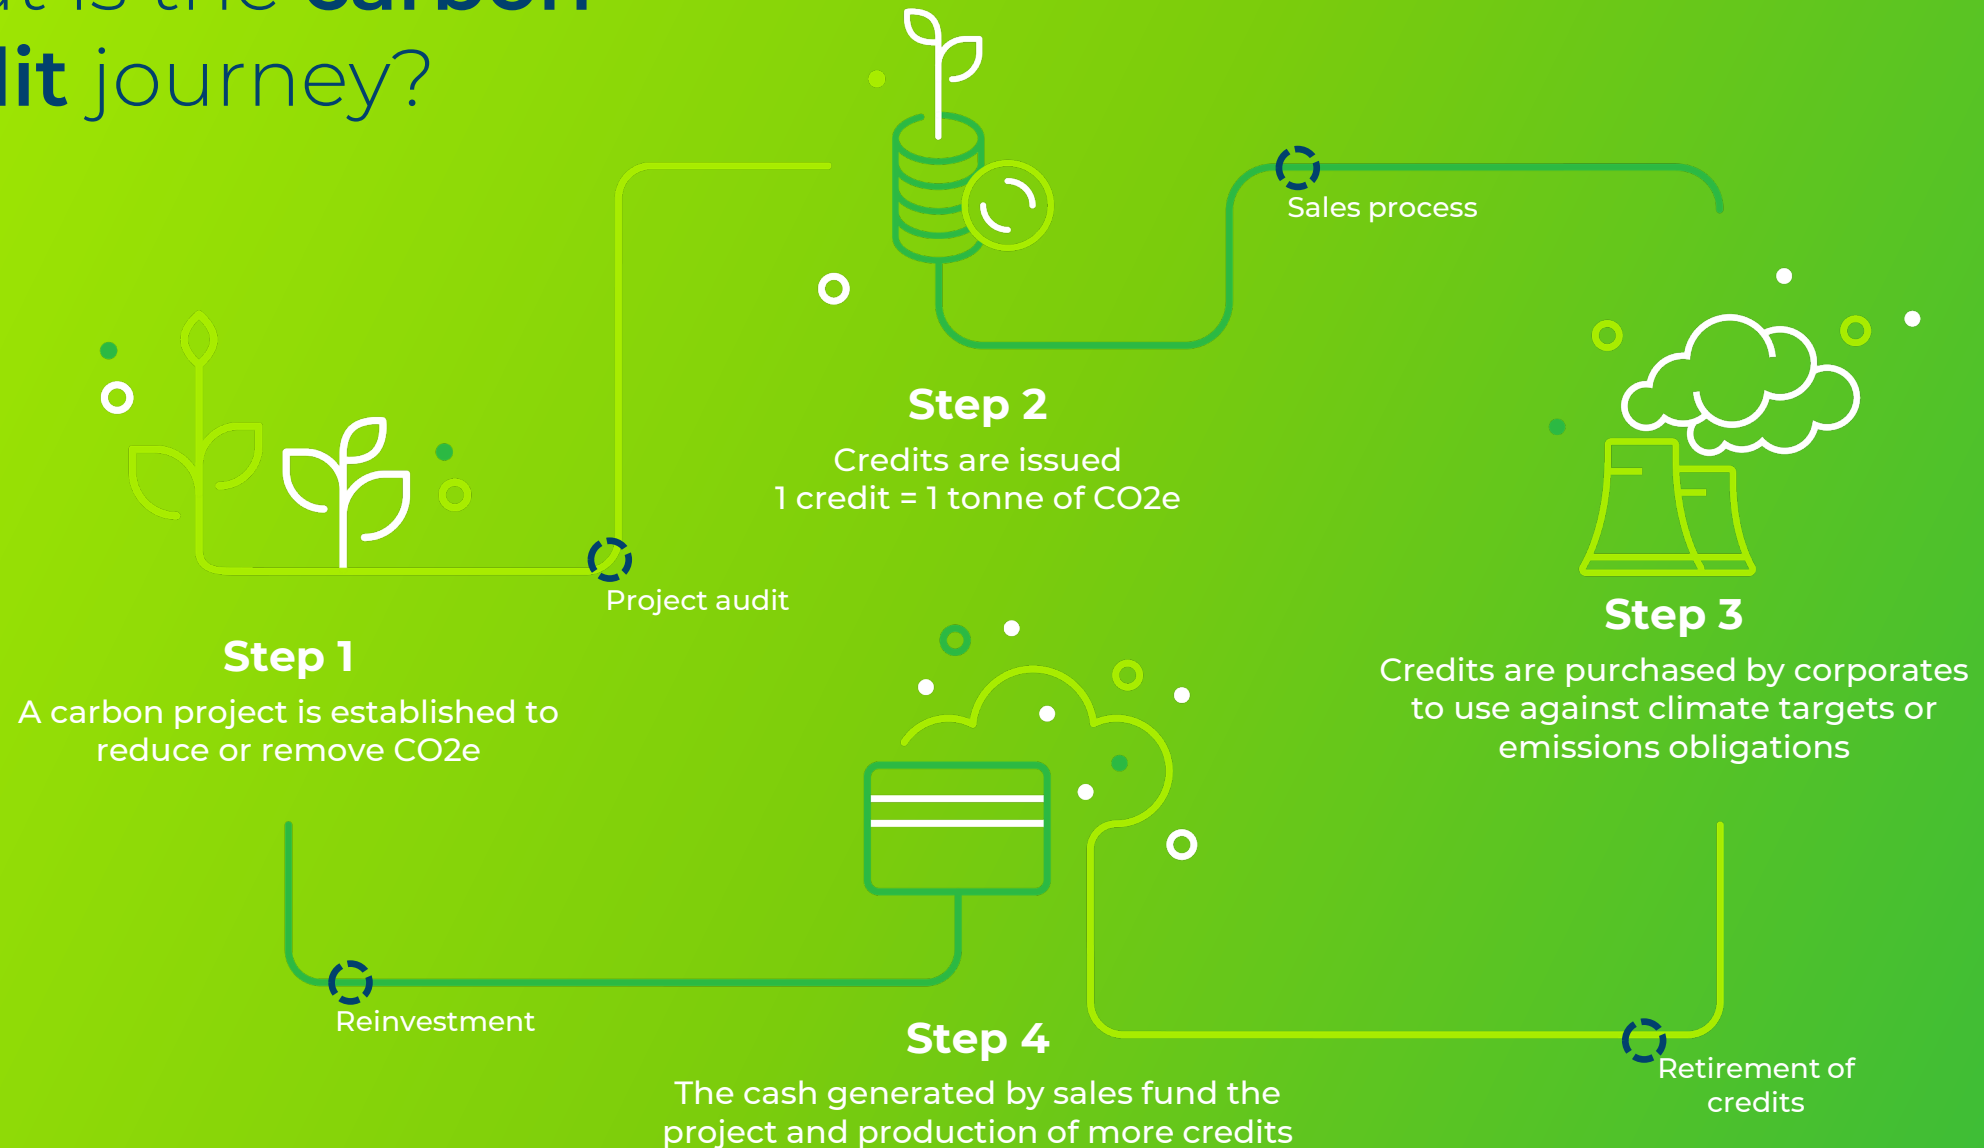 is the carbon
journey?
Sales process
Step 2
Credits are issued
1 credit = 1 tonne of CO2e
Project audit
Step 1
A carbon project is established to
reduce or remove CO2e
Step 3
Credits are purchased by corporates
to use against climate targets or
emissions obligations
Reinvestment
Step 4
The cash generated by sales fund the
project and production of more credits
Retirement of
credits